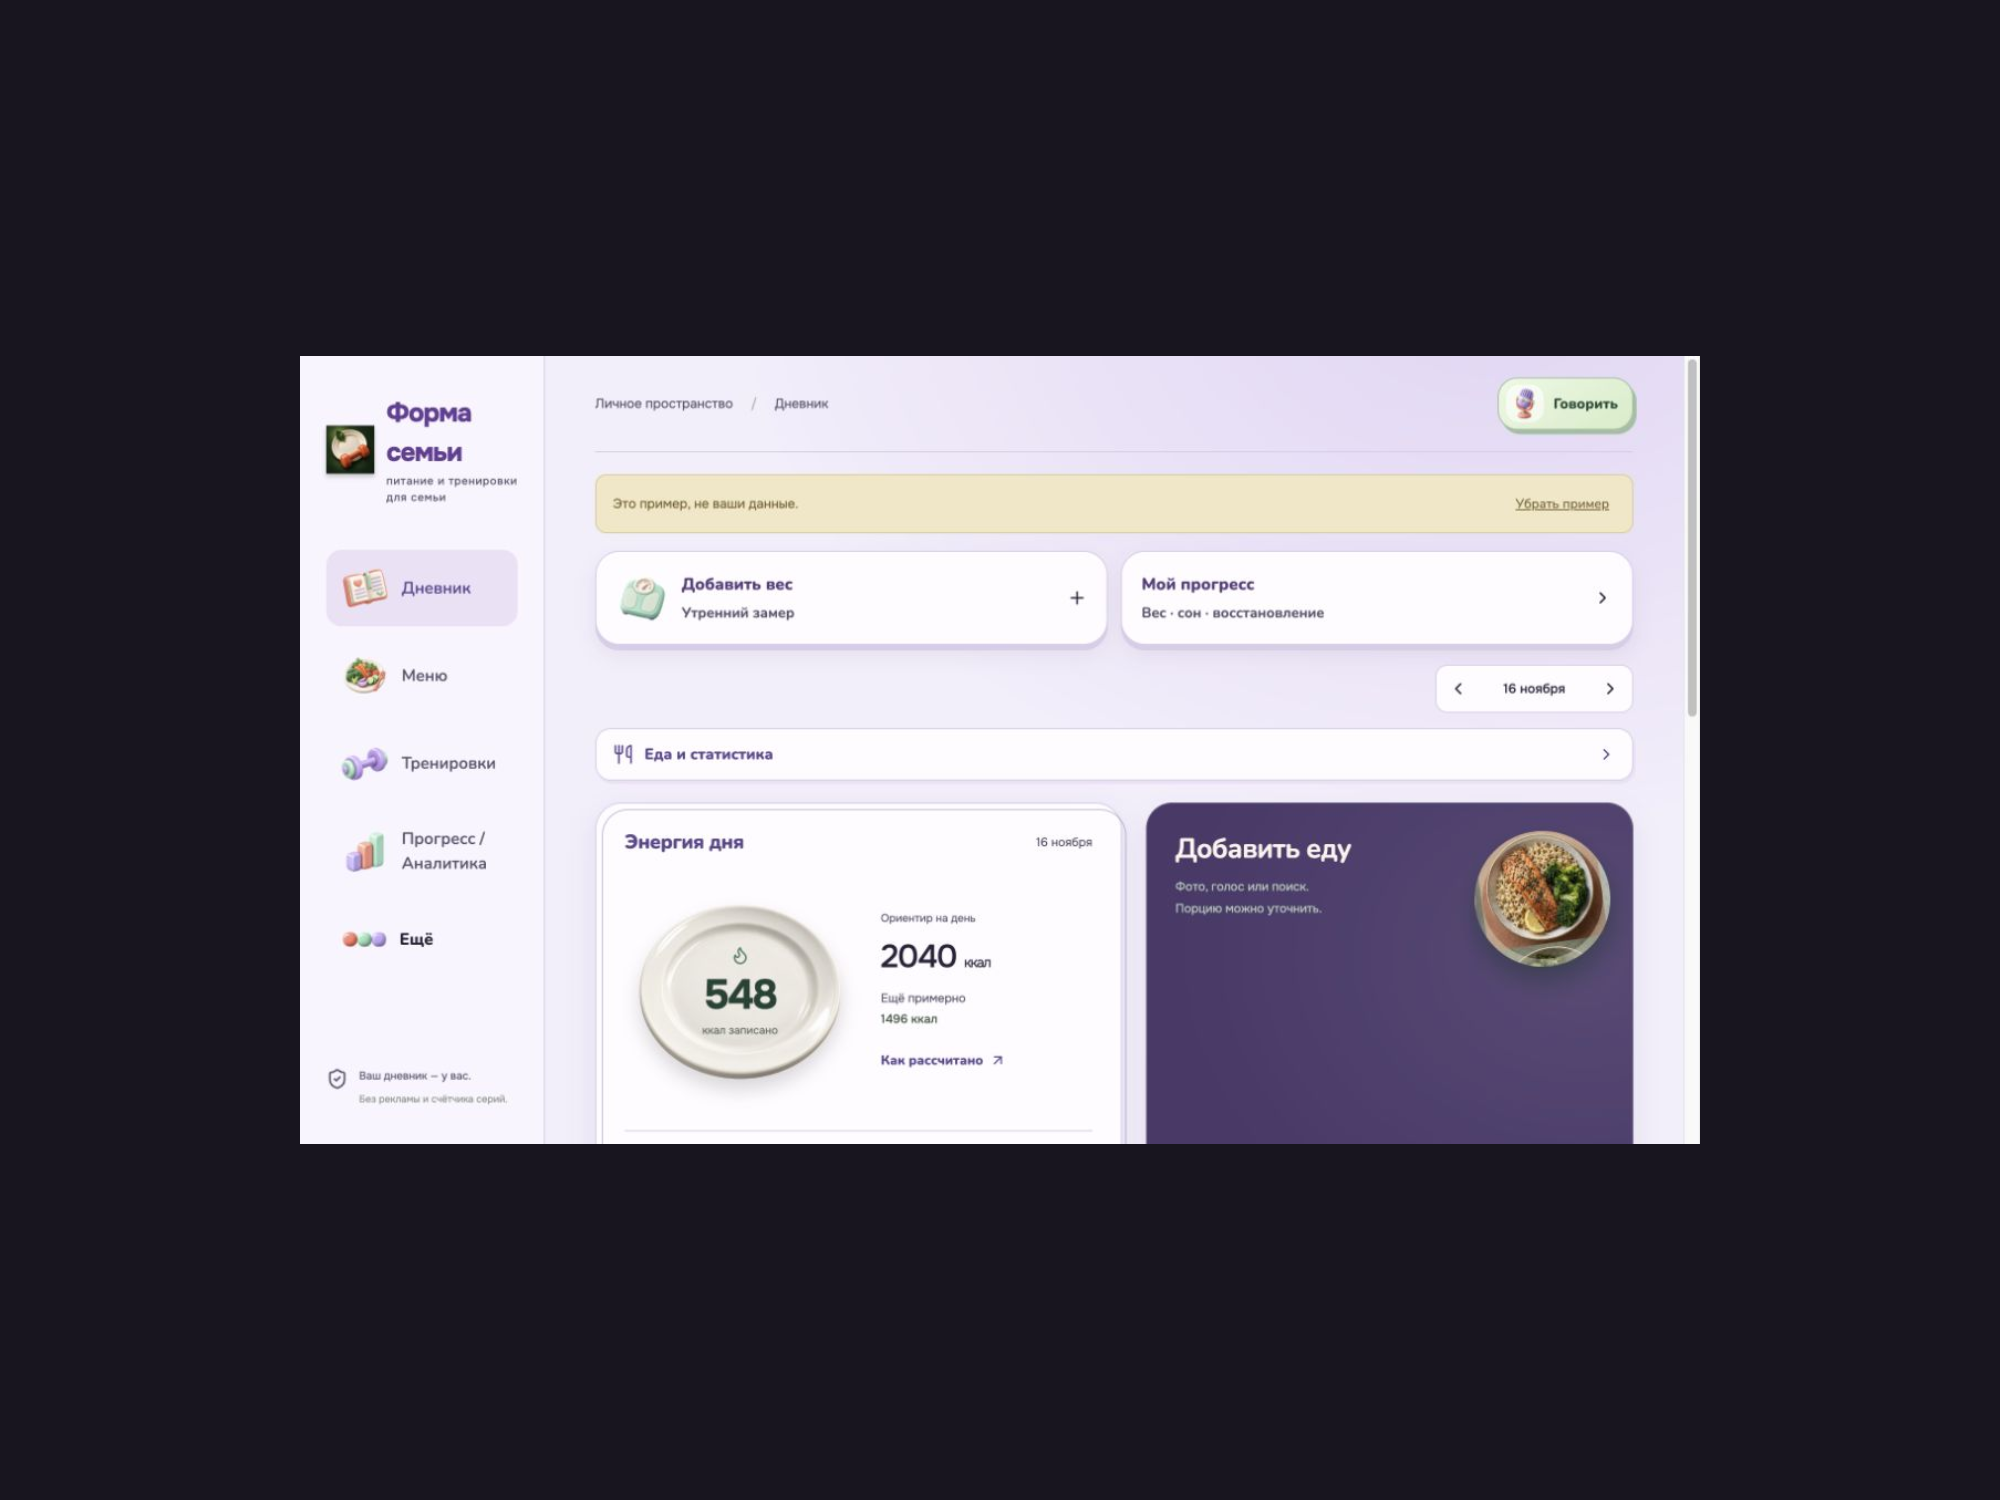 Форма
семьи
питание и тренировки
для семьи
Дневник
Меню
Тренировки
Прогресс /
Аналитика
Ещё
Ваш дневник — у вас.
Без рекламы и счётчика серий.
Личное пространство / Дневник
Говорить
Это пример, не ваши данные.
Убрать пример
Добавить вес
Утренний замер
Мой прогресс
Вес · сон · восстановление
16 ноября
Еда и статистика
Энергия дня
16 ноября
548
ккал записано
Ориентир на день
2040 ккал
Ещё примерно
1496 ккал
Как рассчитано
Добавить еду
Фото, голос или поиск.
Порцию можно уточнить.